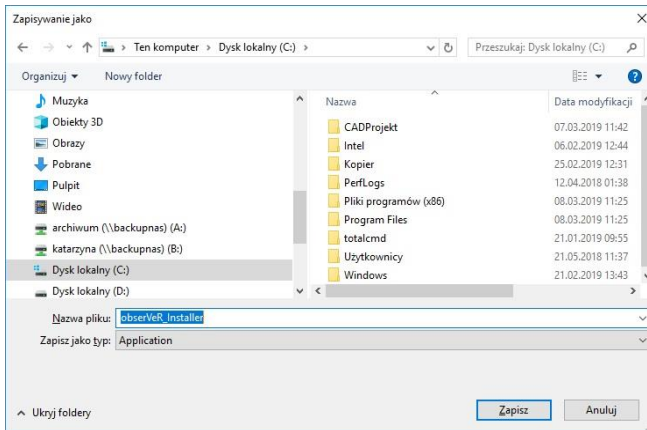 Zapisywanie jako
Ten komputer > Dysk lokalny (C:) >
Przeszukaj: Dysk lokalny (C:)
Organizuj
Nowy folder
Muzyka
Obiekty 3D
Obrazy
Pobrane
Pulpit
Wideo
archiwum (\\backupnas) (A:)
katarzyna (\\backupnas) (B:)
Dysk lokalny (C:)
Dysk lokalny (D:)
Nazwa Data modyfikacji
CADProjekt 07.03.2019 11:42
Intel 06.02.2019 12:44
Kopier 25.02.2019 12:31
PerfLogs 12.04.2018 01:38
Pliki programów (x86) 08.03.2019 11:25
Program Files 08.03.2019 11:25
totalcmd 21.01.2019 09:55
Użytkownicy 21.05.2018 11:37
Windows 21.02.2019 13:43
Nazwa pliku: obserVeR_Installer
Zapisz jako typ: Application
Ukryj foldery
Zapisz
Anuluj